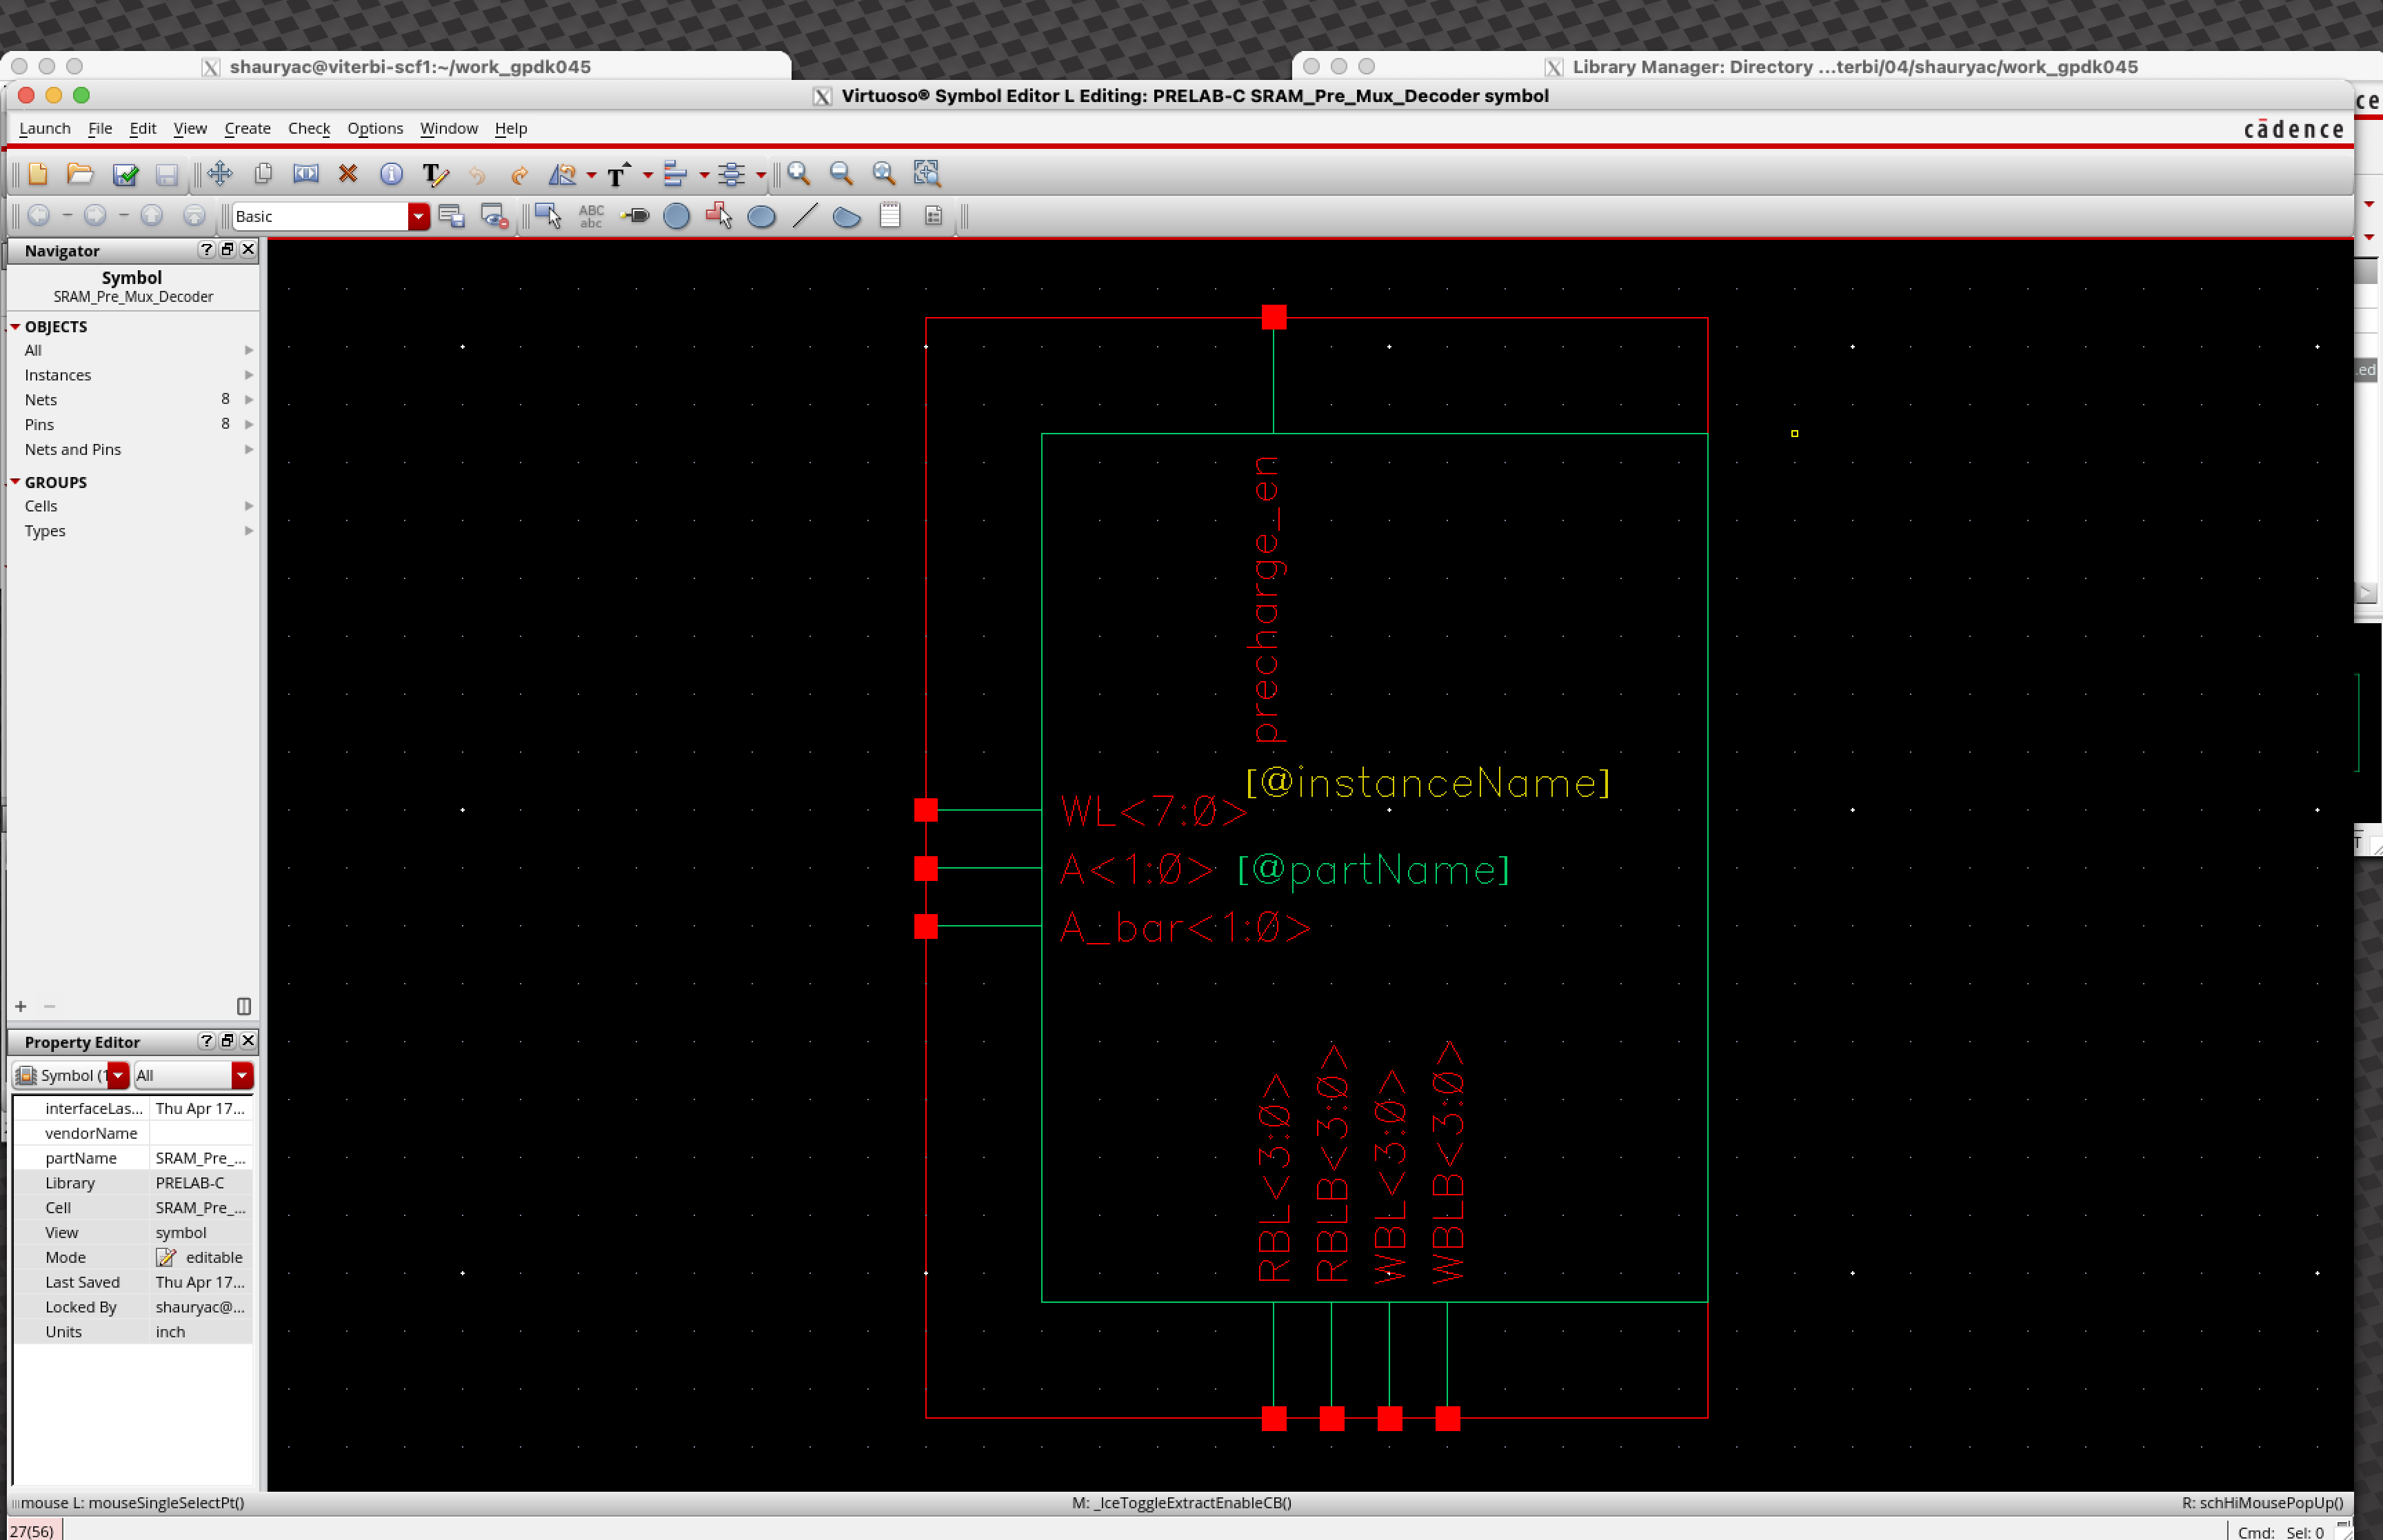 shauryac@viterbi-scf1:~/work_gpdk045
Library Manager: Directory ...terbi/04/shauryac/work_gpdk045
Virtuoso® Symbol Editor L Editing: PRELAB-C SRAM_Pre_Mux_Decoder symbol
Launch File Edit View Create Check Options Window Help
cādence
ce
Basic
ABC
abc
Navigator
Symbol
SRAM_Pre_Mux_Decoder
OBJECTS
All
Instances
Nets 8
Pins 8
Nets and Pins
GROUPS
Cells
Types
.ed
precharge_en
[@instanceName]
WL<7:0>
A<1:0> [@partName]
A_bar<1:0>
RBL<3:0>
RBLB<3:0>
WBL<3:0>
WBLB<3:0>
Property Editor
Symbol (1 All
interfaceLas... Thu Apr 17...
vendorName
partName SRAM_Pre_...
Library PRELAB-C
Cell SRAM_Pre_...
View symbol
Mode editable
Last Saved Thu Apr 17...
Locked By shauryac@...
Units inch
mouse L: mouseSingleSelectPt() M: _IceToggleExtractEnableCB() R: schHiMousePopUp()
27(56) Cmd: Sel: 0